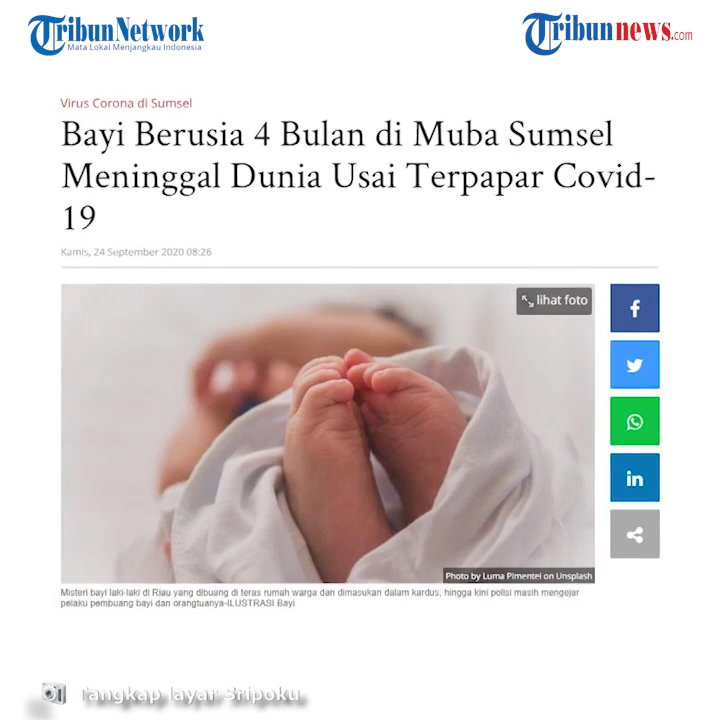 TribunNetwork
Mata Lokal Menjangkau Indonesia
Tribunnews.com
Virus Corona di Sumsel
Bayi Berusia 4 Bulan di Muba Sumsel
Meninggal Dunia Usai Terpapar Covid-
19
Kamis, 24 September 2020 08:26
lihat foto
Photo by Luma Pimentel on Unsplash
Misteri bayi laki-laki di Riau yang dibuang di teras rumah warga dan dimasukan dalam kardus, hingga kini polisi masih mengejar
pelaku pembuang bayi dan orangtuanya-ILUSTRASI Bayi
Tangkap layar Sripoku